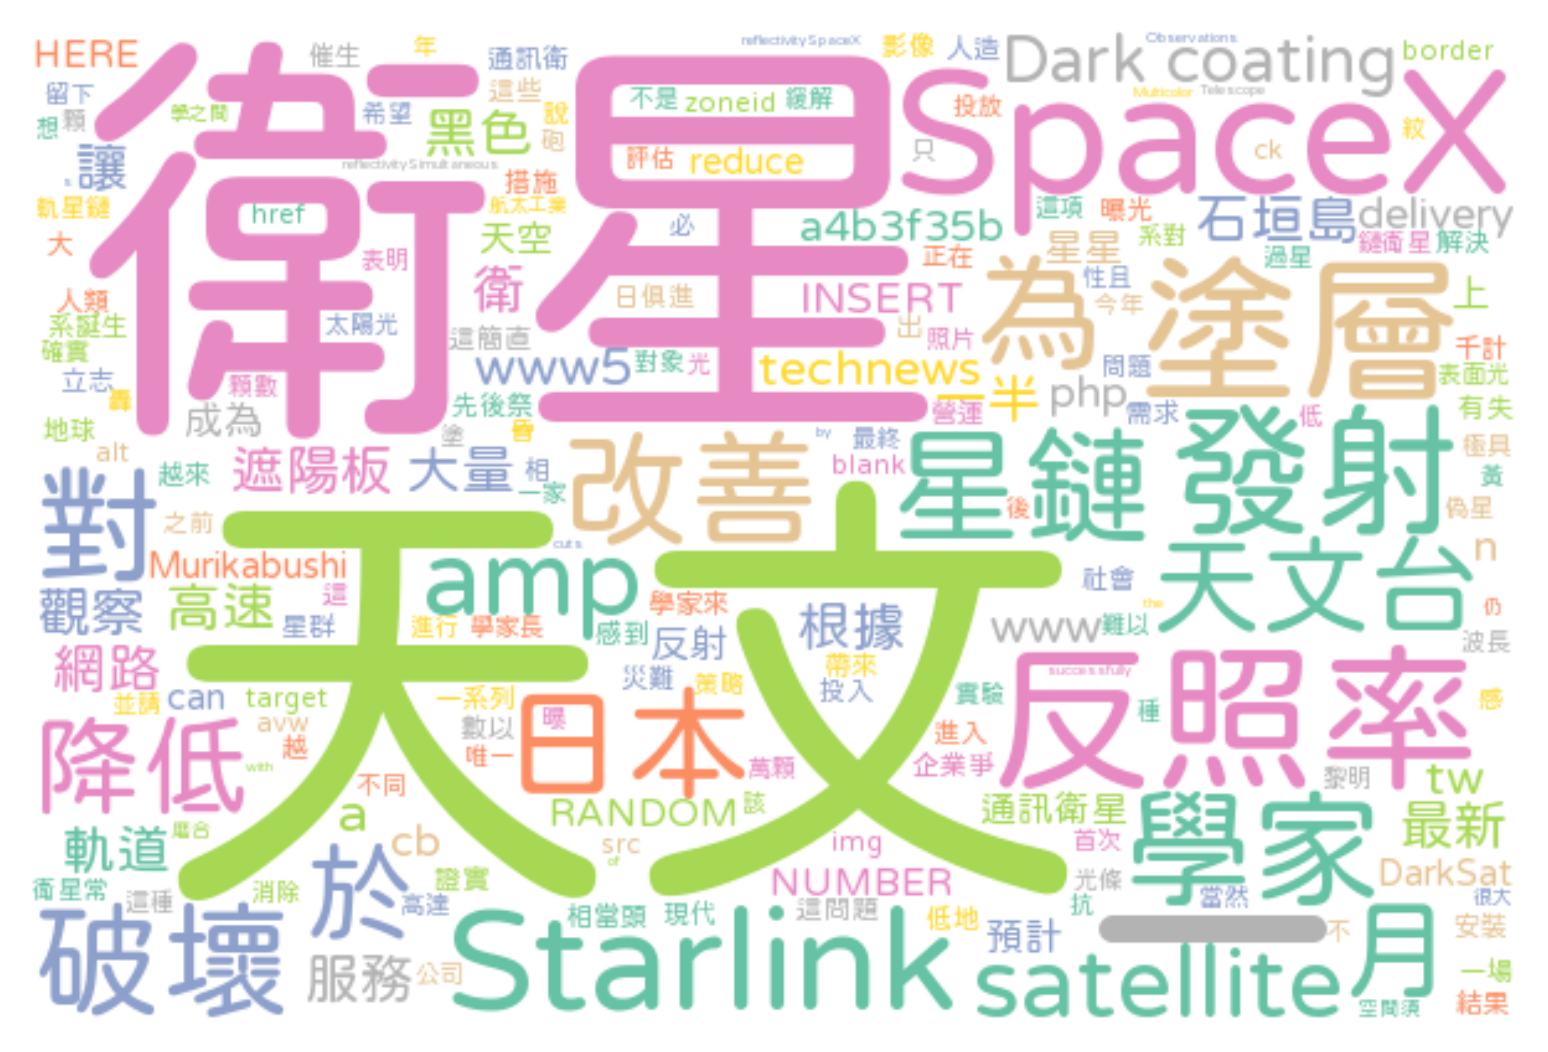 HERE
催生
年
通訊衛
reflectivity SpaceX
影像
人造
Observations
Dark coating
border
留下
這些
Multicolor
Telescope
想
顆
學之間
希望
黑色
說
砲
不是
zoneid
緩解
投放
SpaceX
紋
讓
衛星
reflectivity Simultaneous
措施
評估
reduce
只
ck
s
軌星鏈
href
航太工業
必
a4b3f35b
這項
曝光
石垣島
delivery
大
表明
天空
正在
星星
系對
過星
鏈衛星
解決
人類
衛
日俱進
INSERT
為
性且
今年
塗層
上
系誕生
太陽光
這簡直
出
照片
確實
www5
對象
光
technews
問題
千計
立志
顆數
一半
php
表面光
轟
成為
先後祭
營運
需求
低
有失
地球
塗
by
最終
alt
越來
遮陽板
大量
相
改善
blank
星鏈
發射
極具
黃
一家
後
對
之前
天文
cuts
偽星
Murikabushi
amp
社會
天文台
n
觀察
高速
這
學家來
根據
the
仍
星群
進行
學家長
感到
反射
www
難以
波長
網路
災難
策略
帶來
投入
反照率
successfully
並請
can
target
一系列
實驗
種
感
avw
數以
日本
曝
進入
降低
越
唯一
萬顆
企業爭
with
不同
黎明
tw
a
RANDOM
該
通訊衛星
學家
最新
軌道
磨合
cb
src
of
img
首次
衛星常
這種
消除
於
證實
NUMBER
光條
DarkSat
高達
相當頭
現代
這問題
低地
抗
當然
很大
破壞
預計
不
月
安裝
服務
公司
Starlink
satellite
一場
空間須
結果